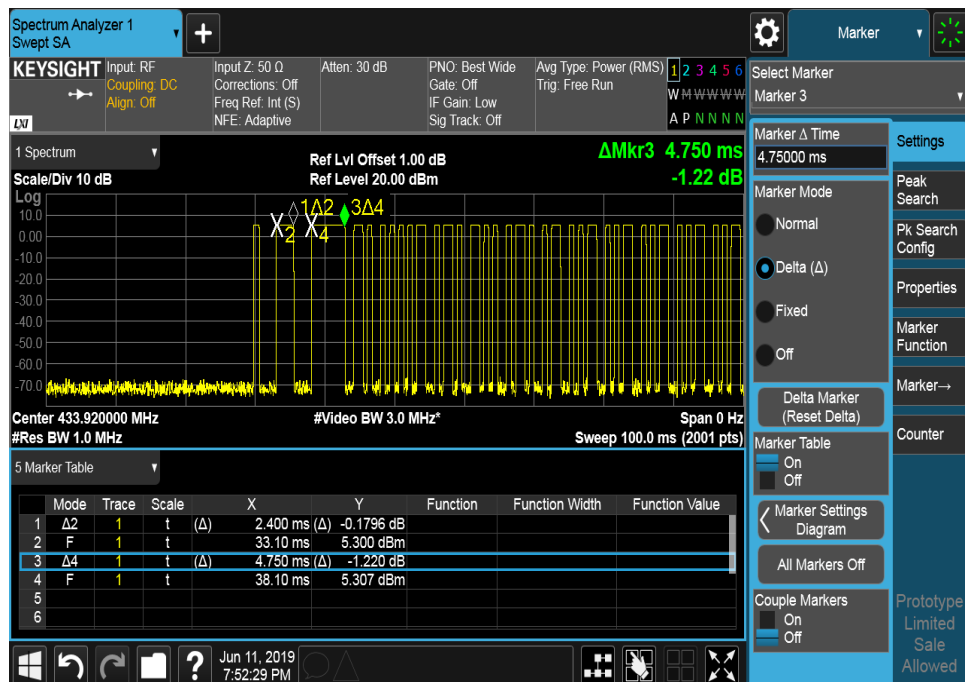 Spectrum Analyzer 1
Swept SA
+
Marker
KEYSIGHT
LXI
Input: RF
Coupling: DC
Align: Off
Input Z: 50 Ω
Corrections: Off
Freq Ref: Int (S)
NFE: Adaptive
Atten: 30 dB
PNO: Best Wide
Gate: Off
IF Gain: Low
Sig Track: Off
Avg Type: Power (RMS)
Trig: Free Run
1 2 3 4 5 6
W M W W W W
A P N N N N
Select Marker
Marker 3
1 Spectrum
Scale/Div 10 dB
Ref Lvl Offset 1.00 dB
Ref Level 20.00 dBm
ΔMkr3 4.750 ms
-1.22 dB
Log
10.0
0.00
-10.0
-20.0
-30.0
-40.0
-50.0
-60.0
-70.0
1Δ2
3Δ4
2
4
Center 433.920000 MHz
#Video BW 3.0 MHz*
Span 0 Hz
#Res BW 1.0 MHz
Sweep 100.0 ms (2001 pts)
5 Marker Table
Mode Trace Scale X Y Function Function Width Function Value
1 Δ2 1 t (Δ) 2.400 ms (Δ) -0.1796 dB
2 F 1 t 33.10 ms 5.300 dBm
3 Δ4 1 t (Δ) 4.750 ms (Δ) -1.220 dB
4 F 1 t 38.10 ms 5.307 dBm
5
6
Marker Δ Time
4.75000 ms
Marker Mode
Normal
Delta (Δ)
Fixed
Off
Delta Marker
(Reset Delta)
Marker Table
On
Off
Marker Settings
Diagram
All Markers Off
Couple Markers
On
Off
Settings
Peak
Search
Pk Search
Config
Properties
Marker
Function
Marker→
Counter
Prototype
Limited
Sale
Allowed
?
Jun 11, 2019
7:52:29 PM